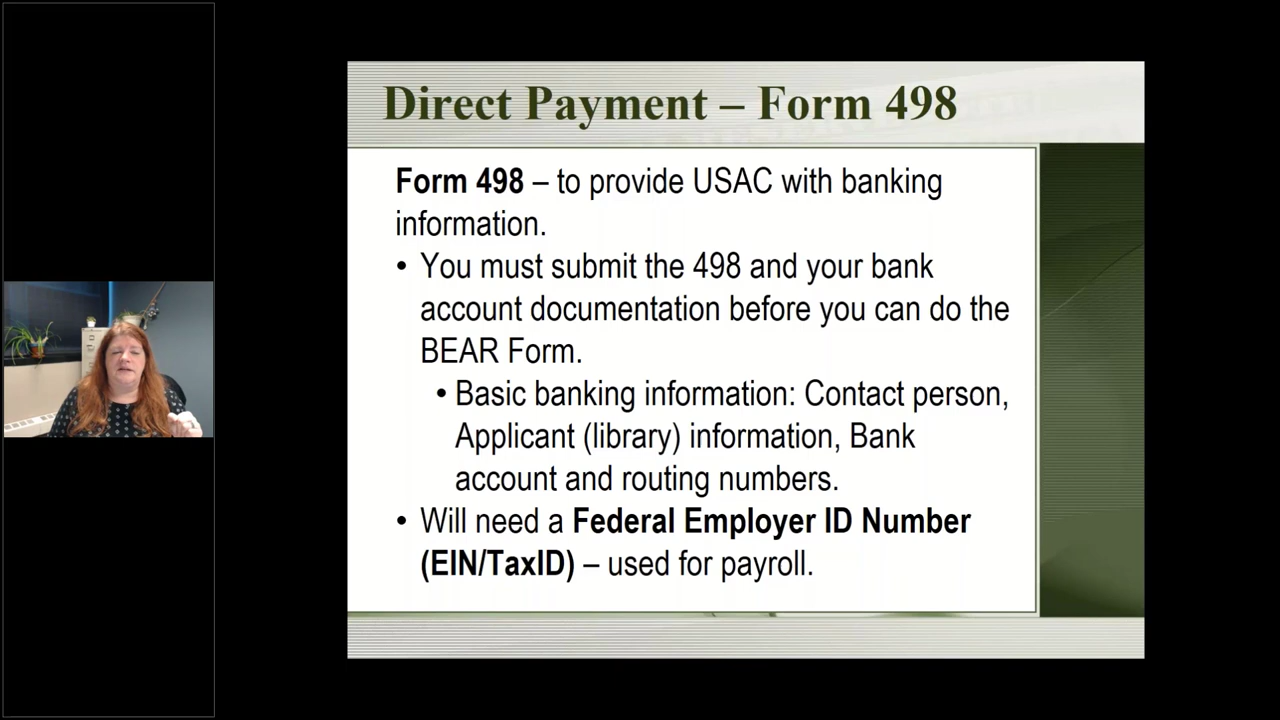 Direct Payment – Form 498
Form 498 – to provide USAC with banking
information.
• You must submit the 498 and your bank
account documentation before you can do the
BEAR Form.
• Basic banking information: Contact person,
Applicant (library) information, Bank
account and routing numbers.
• Will need a Federal Employer ID Number
(EIN/TaxID) – used for payroll.